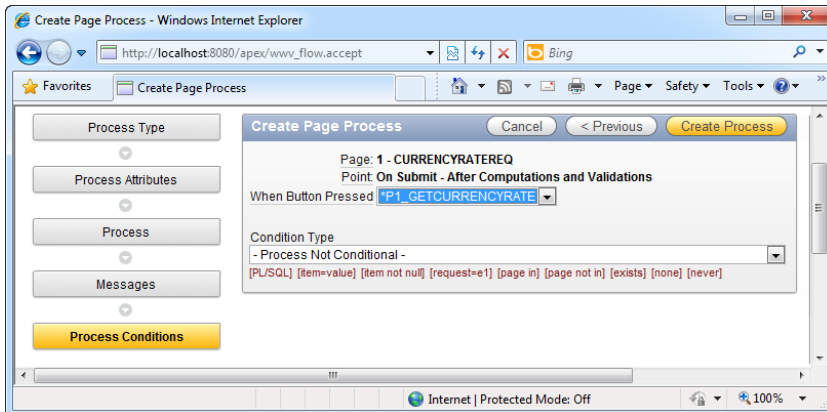 Create Page Process - Windows Internet Explorer
http://localhost:8080/apex/wwv_flow.accept
Bing
Favorites
Create Page Process
Page
Safety
Tools
»
Process Type
Process Attributes
Process
Messages
Process Conditions
Create Page Process
Cancel
< Previous
Create Process
Page: 1 - CURRENCYRATEREQ
Point: On Submit - After Computations and Validations
When Button Pressed *P1_GETCURRENCYRATE
Condition Type
- Process Not Conditional -
[PL/SQL] [item=value] [item not null] [request=e1] [page in] [page not in] [exists] [none] [never]
Internet | Protected Mode: Off
100%